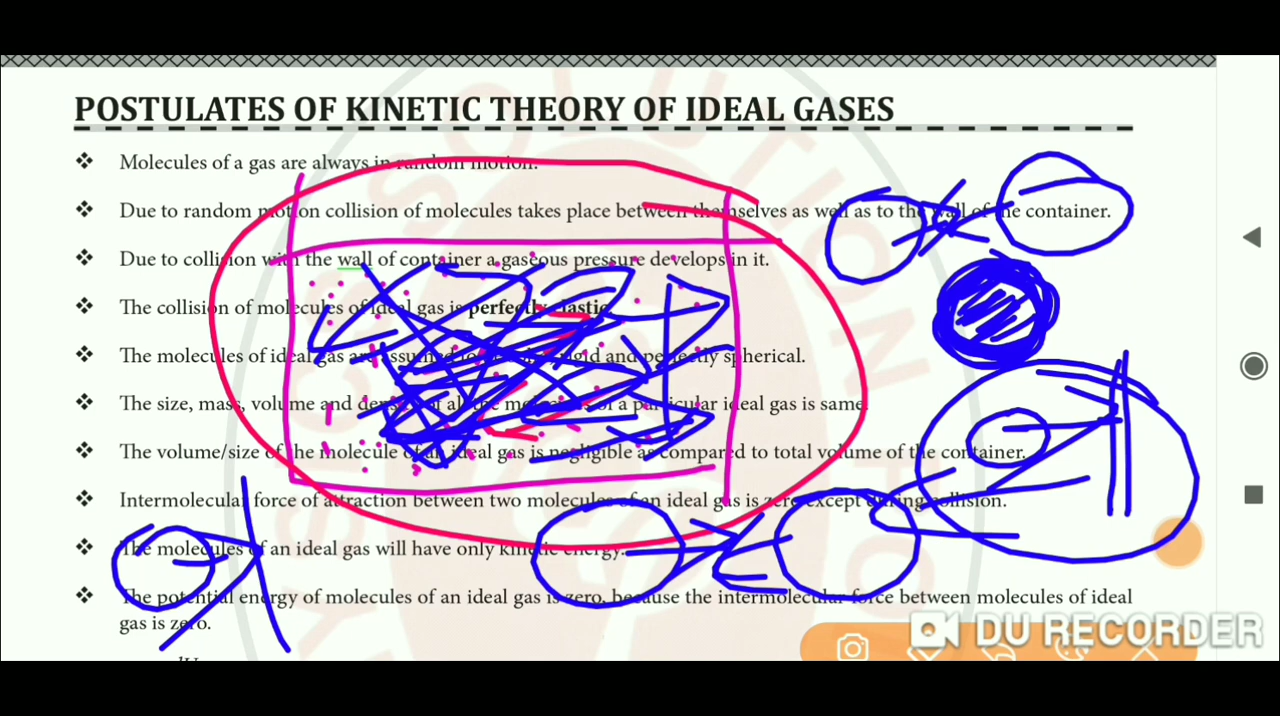 POSTULATES OF KINETIC THEORY OF IDEAL GASES
❖ Molecules of a gas are always in random motion.
❖ Due to random motion collision of molecules takes place between themselves as well as to the wall of the container.
❖ Due to collision with the wall of container a gaseous pressure develops in it.
❖ The collision of molecules of ideal gas is perfectly elastic.
❖ The molecules of ideal gas are assumed to rigid and perfectly spherical.
❖ The size, mass, volume and density of all the molecules of a particular ideal gas is same.
❖ The volume/size of the molecule of an ideal gas is negligible as compared to total volume of the container.
❖ Intermolecular force of attraction between two molecules of an ideal gas is zero except during collision.
❖ The molecules of an ideal gas will have only kinetic energy.
❖ The potential energy of molecules of an ideal gas is zero, because the intermolecular force between molecules of ideal
gas is zero.
DU RECORDER